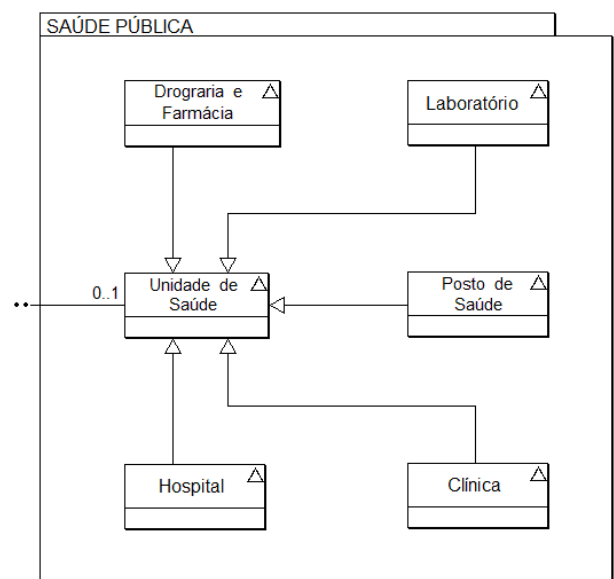 SAÚDE PÚBLICA
Drograria e
Farmácia
Laboratório
0..1
Unidade de
Saúde
Posto de
Saúde
Hospital
Clínica